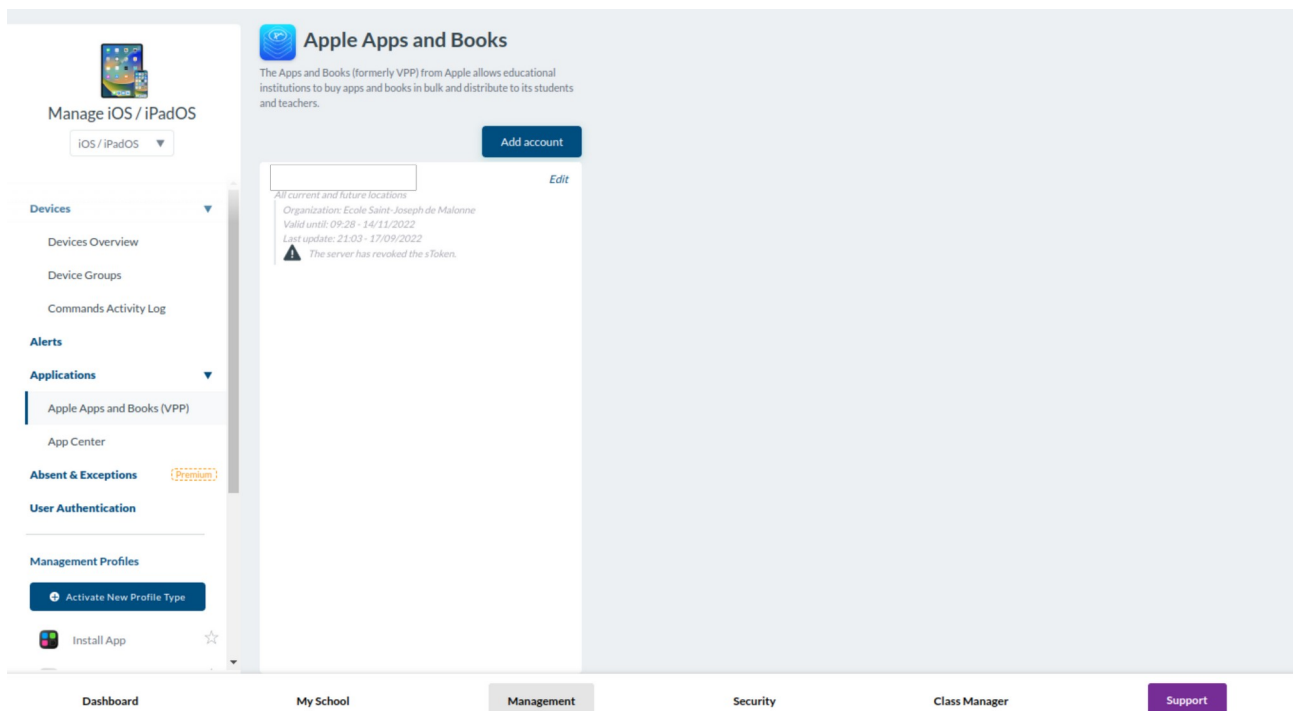 Manage iOS / iPadOS
iOS / iPadOS
Devices
Devices Overview
Device Groups
Commands Activity Log
Alerts
Applications
Apple Apps and Books (VPP)
App Center
Absent & Exceptions
Premium
User Authentication
Management Profiles
Activate New Profile Type
Install App
Apple Apps and Books
The Apps and Books (formerly VPP) from Apple allows educational
institutions to buy apps and books in bulk and distribute to its students
and teachers.
Add account
Edit
All current and future locations
Organization: Ecole Saint-Joseph de Malonne
Valid until: 09:28 - 14/11/2022
Last update: 21:03 - 17/09/2022
The server has revoked the sToken.
Dashboard
My School
Management
Security
Class Manager
Support